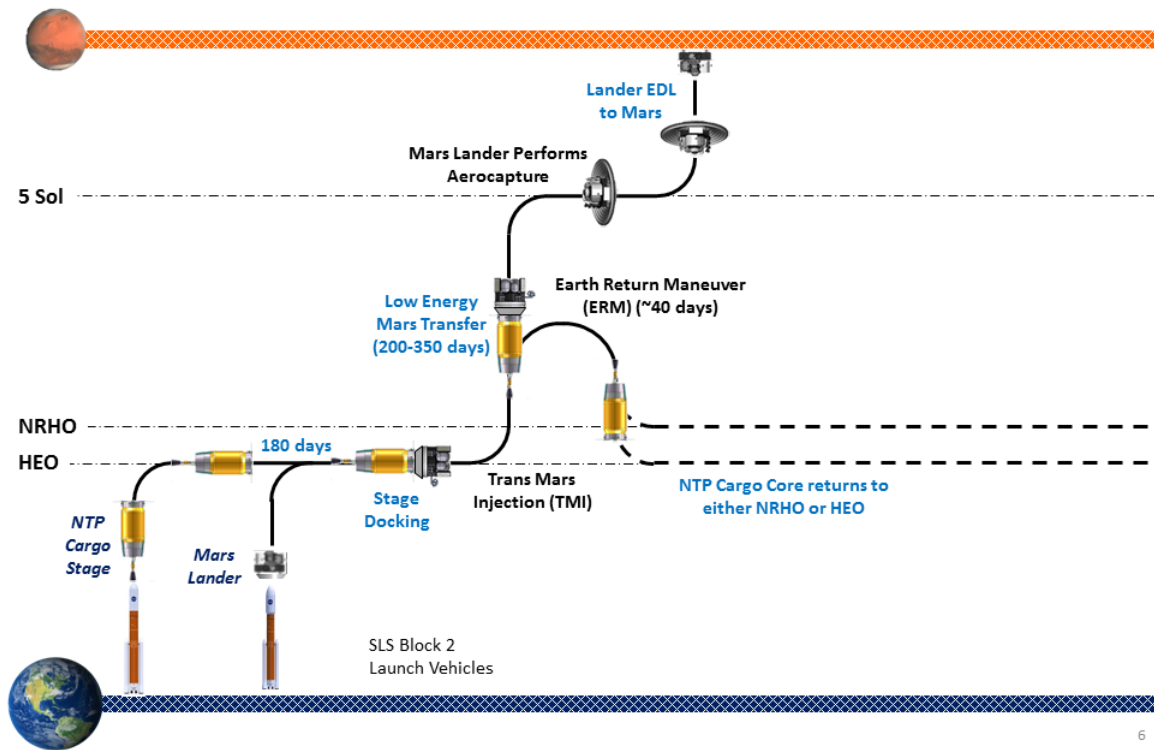 Lander EDL
to Mars
Mars Lander Performs
Aerocapture
5 Sol
Earth Return Maneuver
(ERM) (~40 days)
Low Energy
Mars Transfer
(200-350 days)
NRHO
HEO
180 days
Stage
Docking
Trans Mars
Injection (TMI)
NTP Cargo Core returns to
either NRHO or HEO
NTP
Cargo
Stage
Mars
Lander
SLS Block 2
Launch Vehicles
6